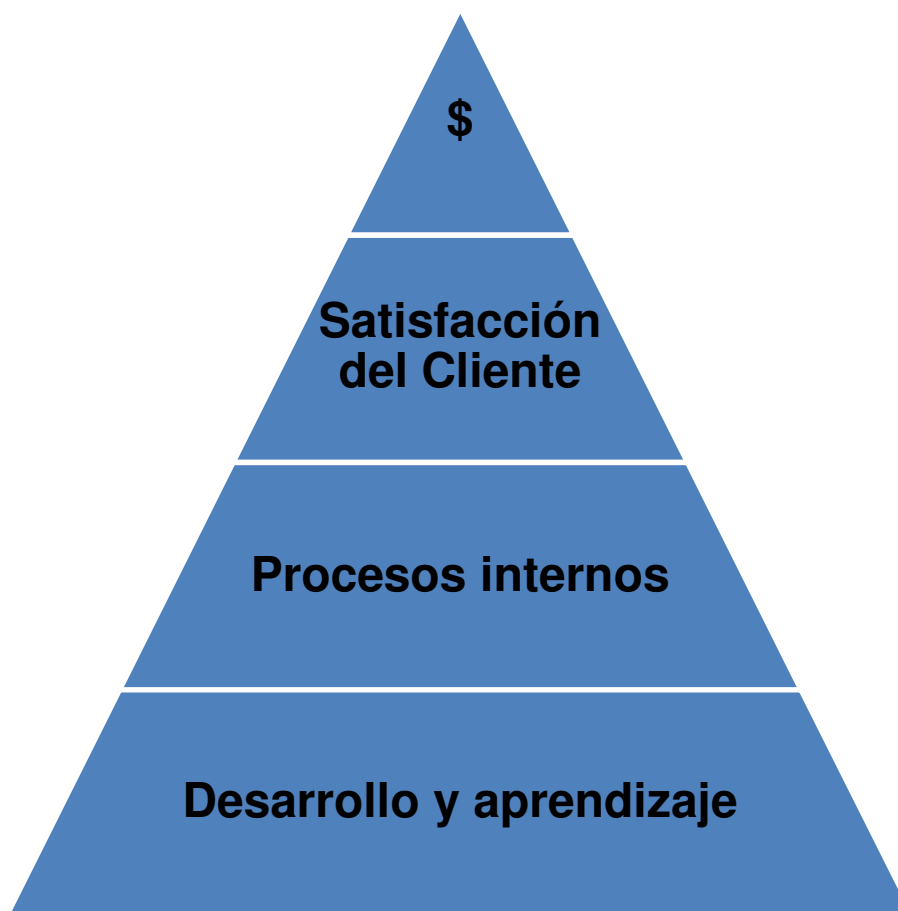 $
Satisfacción
del Cliente
Procesos internos
Desarrollo y aprendizaje